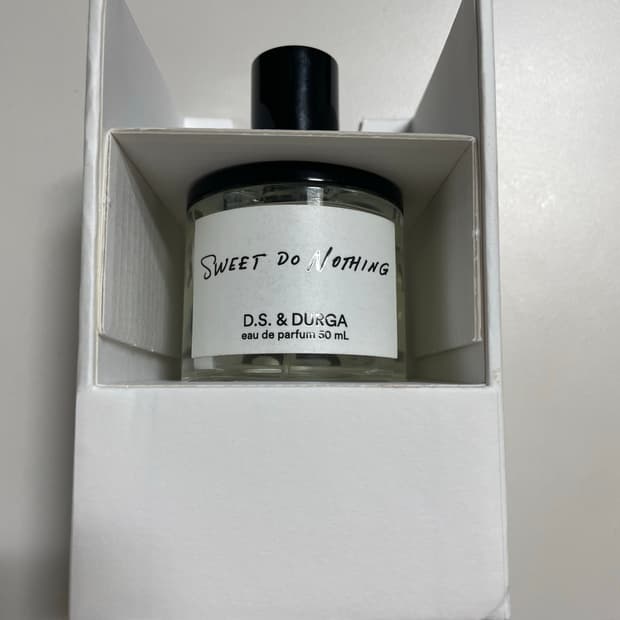 SWEET DO NOTHING
D.S. & DURGA
eau de parfum 50 mL